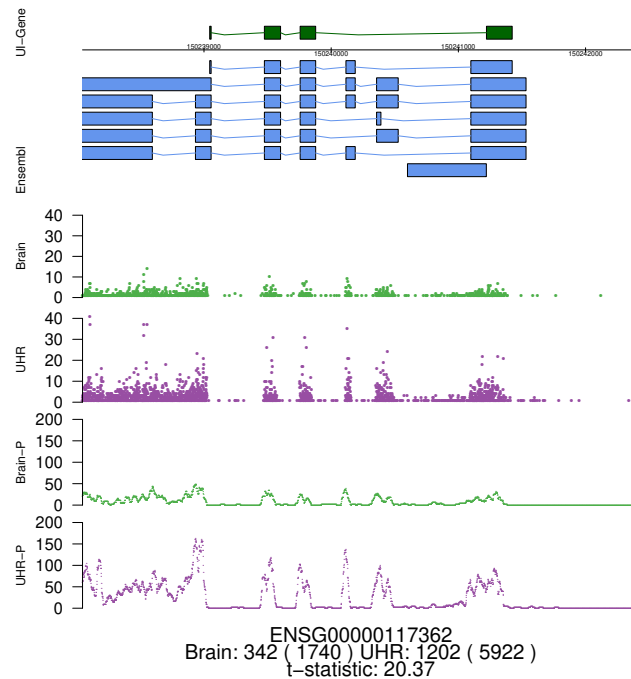 UI−Gene
150239000 150240000 150241000 150242000
Ensembl
Brain
40
30
20
10
0
UHR
40
30
20
10
0
Brain−P
200
150
100
50
0
UHR−P
200
150
100
50
0
ENSG00000117362
Brain: 342 ( 1740 ) UHR: 1202 ( 5922 )
t−statistic: 20.37